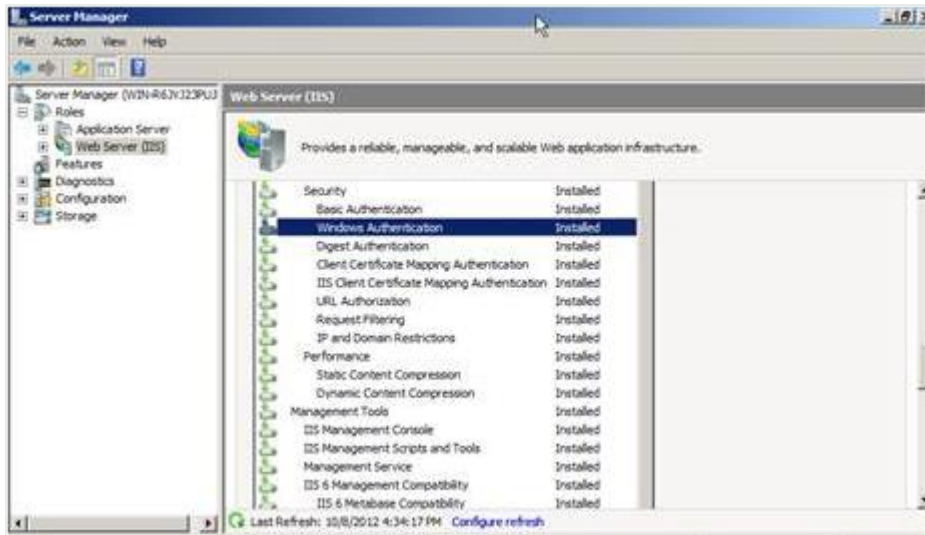 Server Manager
File Action View Help
Server Manager (WIN-R6JVJ23PUJ
Roles
Application Server
Web Server (IIS)
Features
Diagnostics
Configuration
Storage
Web Server (IIS)
Provides a reliable, manageable, and scalable Web application infrastructure.
Security Installed
Basic Authentication Installed
Windows Authentication Installed
Digest Authentication Installed
Client Certificate Mapping Authentication Installed
IIS Client Certificate Mapping Authentication Installed
URL Authorization Installed
Request Filtering Installed
IP and Domain Restrictions Installed
Performance Installed
Static Content Compression Installed
Dynamic Content Compression Installed
Management Tools Installed
IIS Management Console Installed
IIS Management Scripts and Tools Installed
Management Service Installed
IIS 6 Management Compatibility Installed
IIS 6 Metabase Compatibility Installed
Last Refresh: 10/8/2012 4:34:17 PM Configure refresh